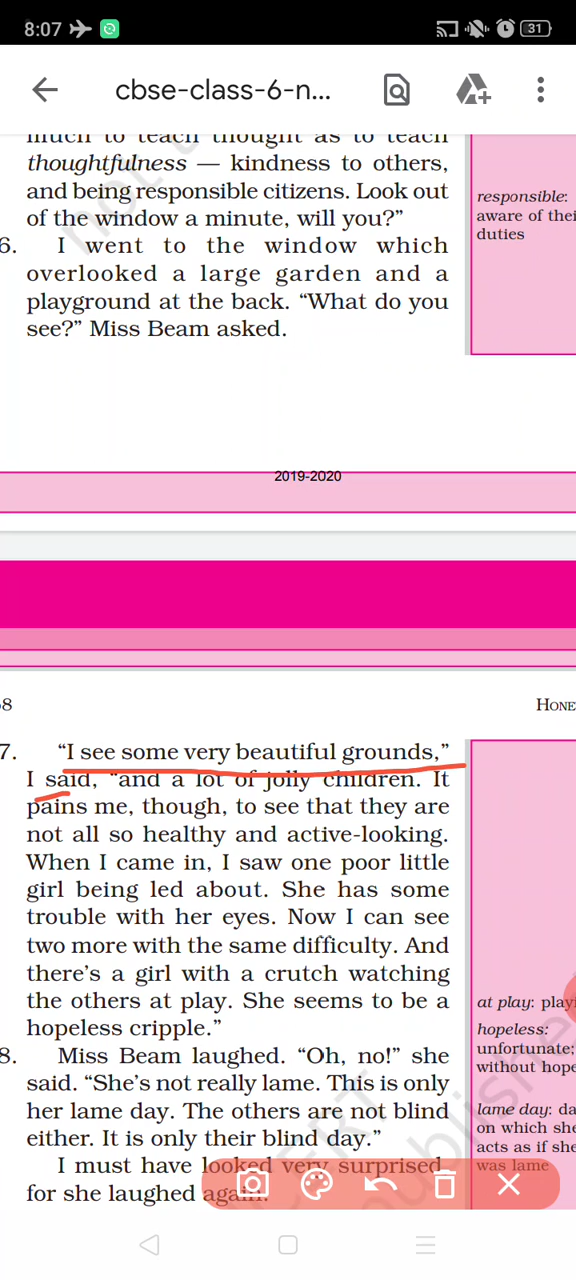 8:07
31
cbse-class-6-n...
much to teach thought as to teach
thoughtfulness — kindness to others,
and being responsible citizens. Look out
of the window a minute, will you?”
responsible:
aware of thei
duties
6. I went to the window which
overlooked a large garden and a
playground at the back. “What do you
see?” Miss Beam asked.
2019-2020
68
HONE
7. “I see some very beautiful grounds,”
I said, “and a lot of jolly children. It
pains me, though, to see that they are
not all so healthy and active-looking.
When I came in, I saw one poor little
girl being led about. She has some
trouble with her eyes. Now I can see
two more with the same difficulty. And
there’s a girl with a crutch watching
the others at play. She seems to be a
hopeless cripple.”
at play: playi
hopeless:
unfortunate;
without hope
8. Miss Beam laughed. “Oh, no!” she
said. “She’s not really lame. This is only
her lame day. The others are not blind
either. It is only their blind day.”
I must have looked very surprised,
for she laughed again.
lame day: da
on which she
acts as if she
was lame